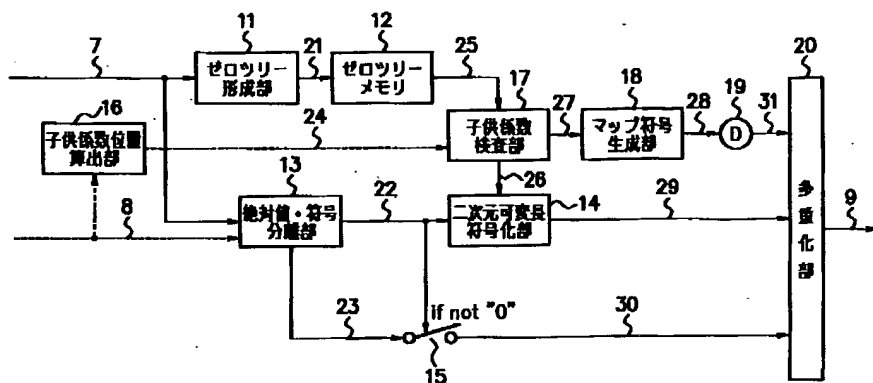 11
12
20
7
21
25
ゼロツリー
形成部
ゼロツリー
メモリ
17
18
19
16
24
27
28
31
子供係数位置
算出部
子供係数
検査部
マップ符号
生成部
D
13
26
22
14
29
8
絶対値・符号
分離部
二次元可変長
符号化部
多重化部
9
23
if not "0"
30
15